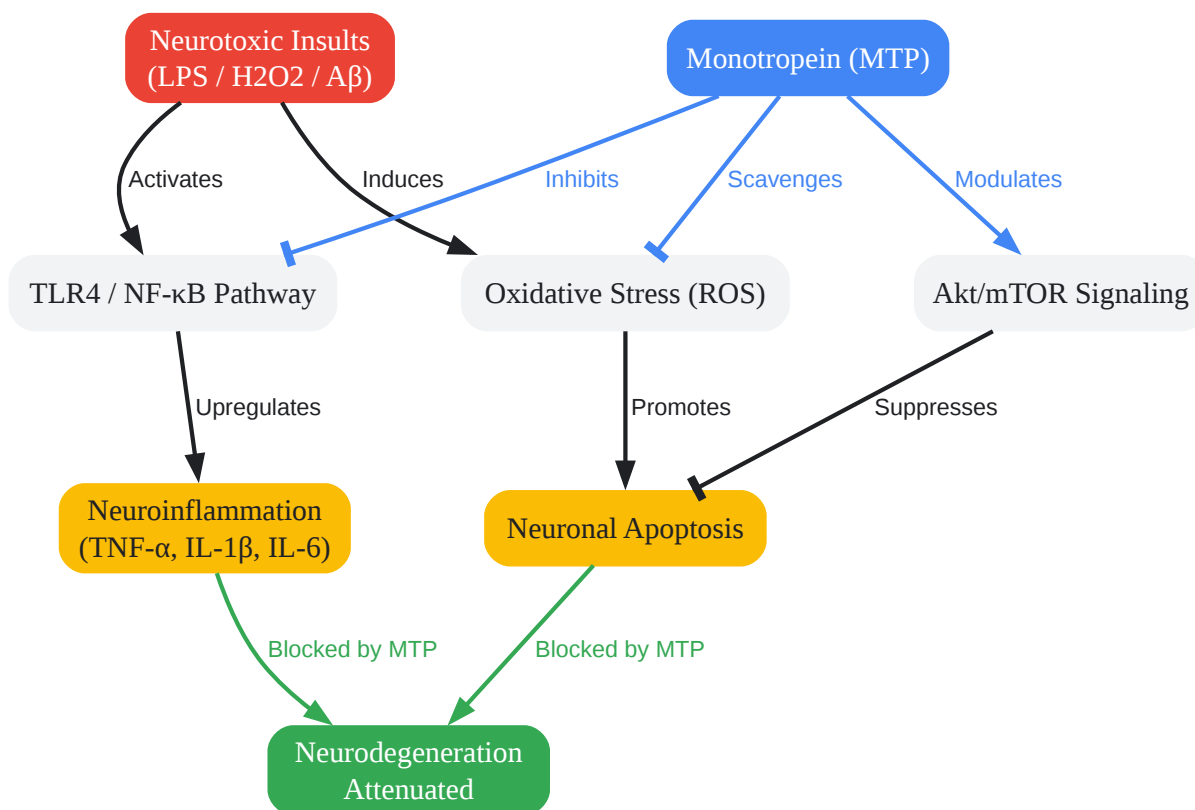 Neurotoxic Insults
(LPS / H2O2 / Aβ)
Monotropein (MTP)
Activates
Induces
Inhibits
Scavenges
Modulates
TLR4 / NF-κB Pathway
Oxidative Stress (ROS)
Akt/mTOR Signaling
Upregulates
Promotes
Suppresses
Neuroinflammation
(TNF-α, IL-1β, IL-6)
Neuronal Apoptosis
Blocked by MTP
Blocked by MTP
Neurodegeneration
Attenuated